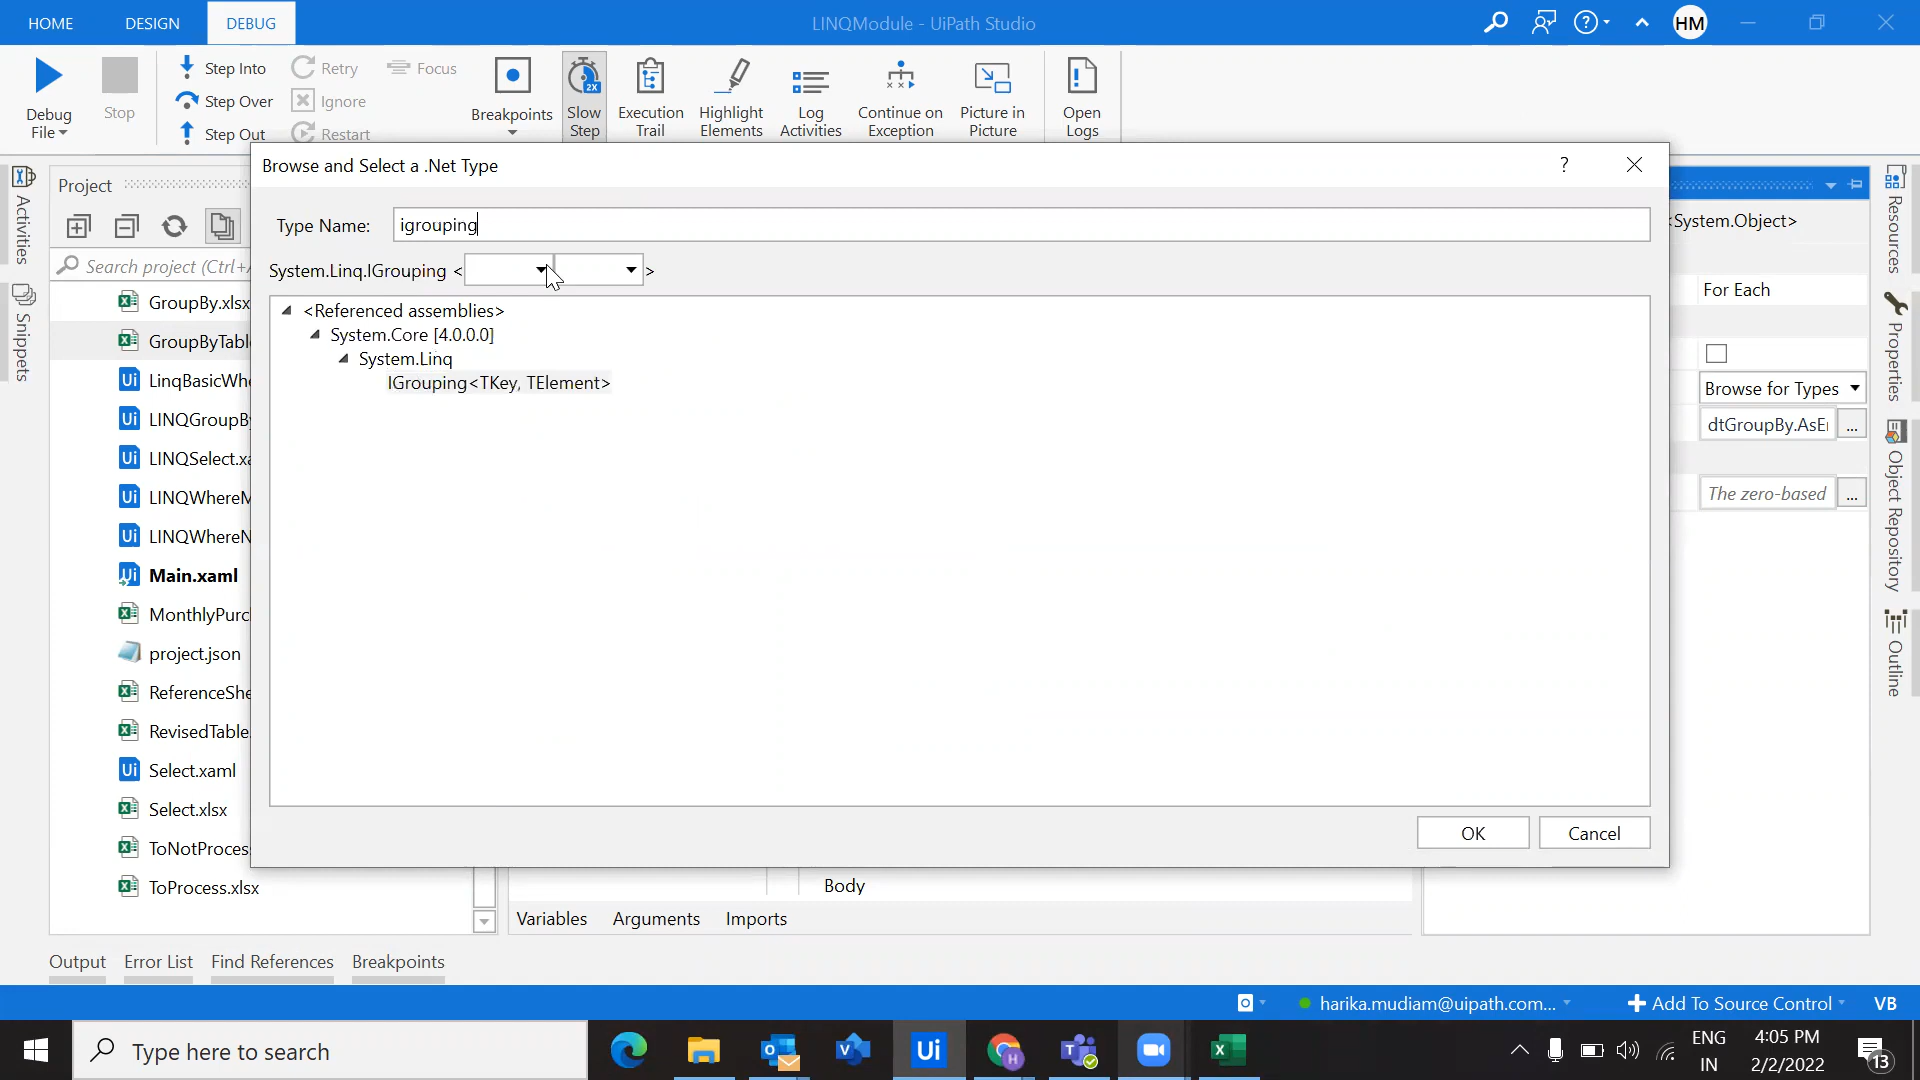 HOME DESIGN DEBUG LINQModule - UiPath Studio HM
Debug File Stop Step Into Step Over Step Out Retry Ignore Restart Focus Breakpoints Slow Step Execution Trail Highlight Elements Log Activities Continue on Exception Picture in Picture Open Logs
2X
Browse and Select a .Net Type ?
Project
Type Name: igrouping
<System.Object>
Search project (Ctrl+
System.Linq.IGrouping < >
For Each
GroupBy.xlsx
<Referenced assemblies>
GroupByTabl
System.Core [4.0.0.0]
System.Linq
LinqBasicWh
IGrouping<TKey, TElement>
Browse for Types
LINQGroupB
dtGroupBy.AsE
...
LINQSelect.xa
LINQWhereM
The zero-based
...
LINQWhereN
Main.xaml
MonthlyPurc
project.json
ReferenceShe
RevisedTable
Select.xaml
Select.xlsx
OK Cancel
ToNotProces
ToProcess.xlsx
Body
Variables Arguments Imports
Output Error List Find References Breakpoints
Activities
Snippets
Resources
Properties
Object Repository
Outline
harika.mudiam@uipath.com... Add To Source Control VB
Type here to search
Ui
ENG
IN
4:05 PM
2/2/2022
13